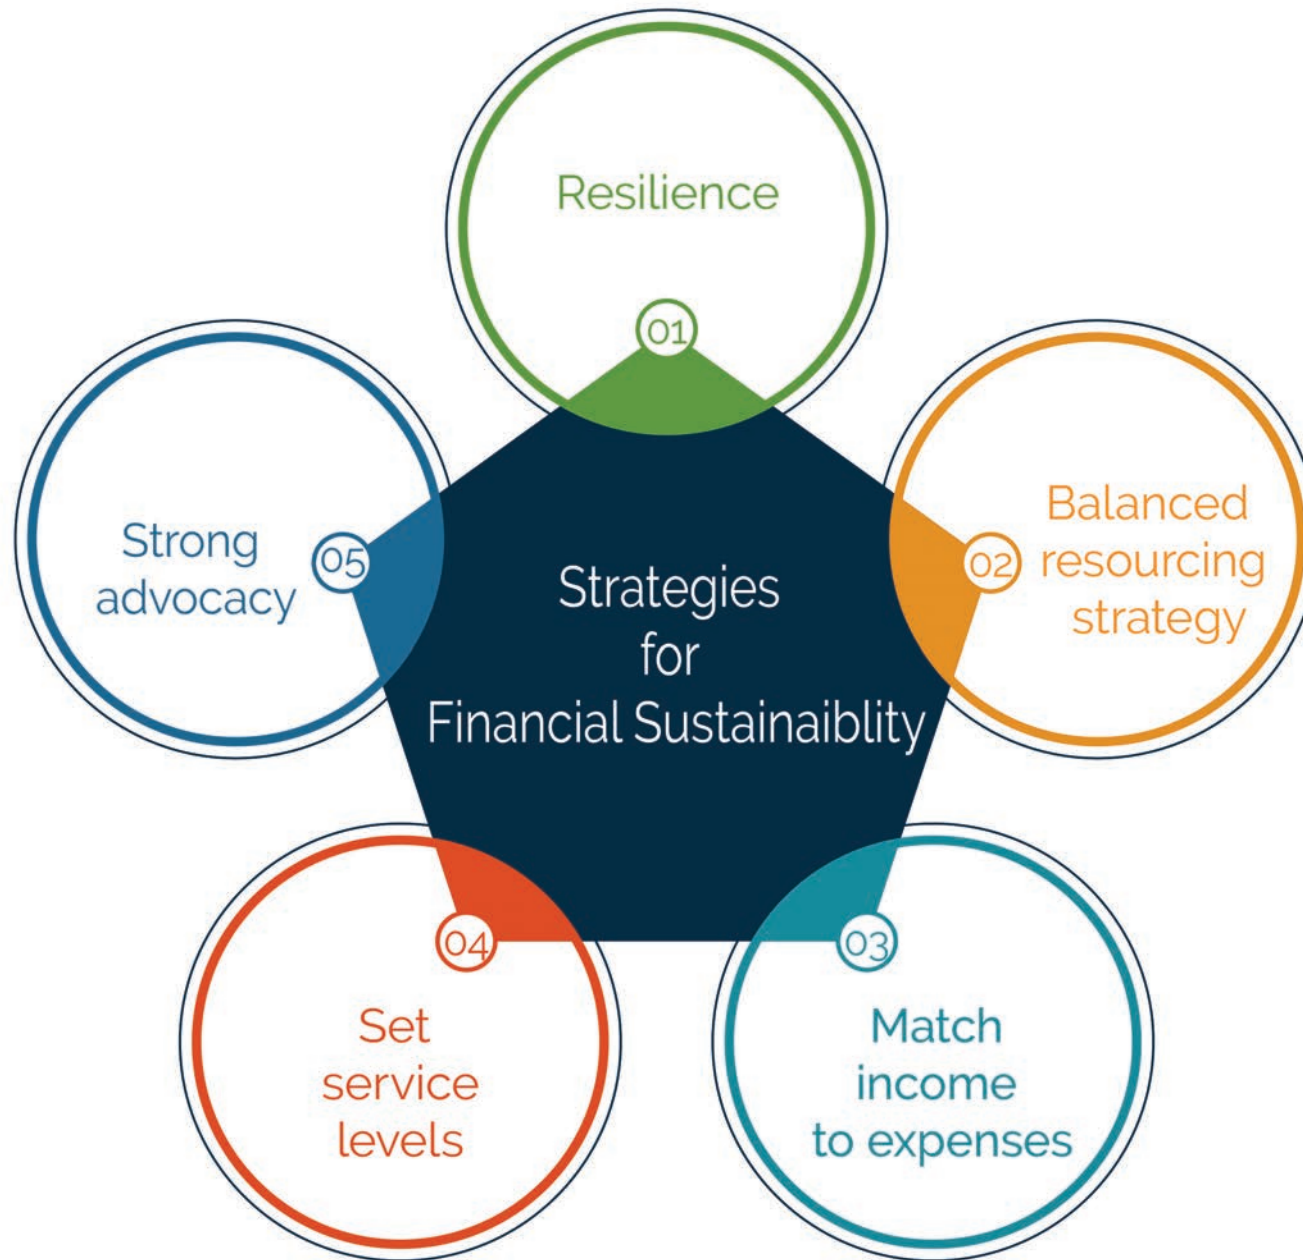 Resilience
01
Balanced
resourcing
strategy
02
Strong
advocacy
05
Strategies
for
Financial Sustainaiblity
04
Set
service
levels
03
Match
income
to expenses